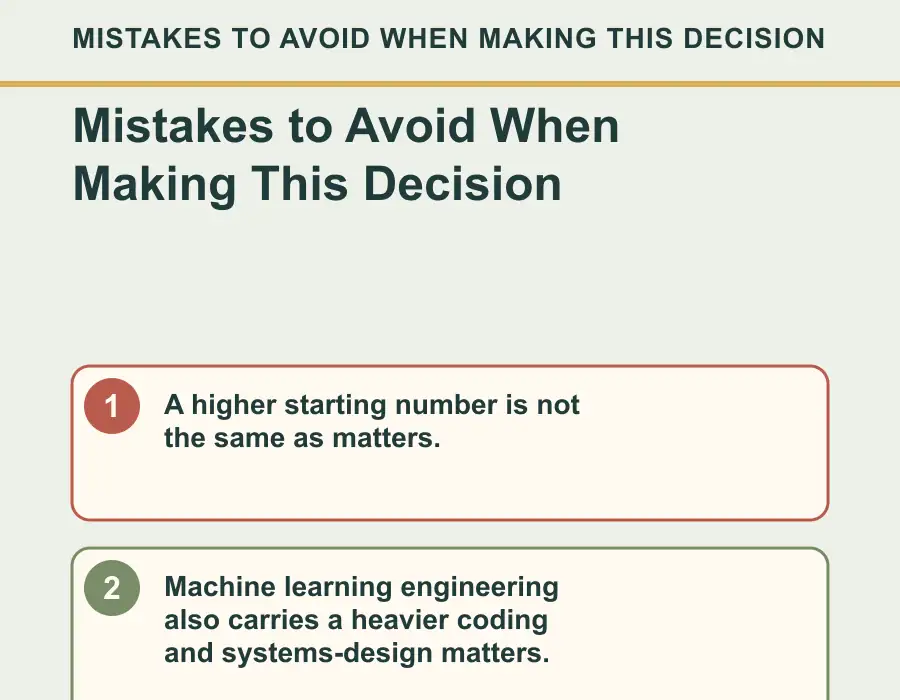 MISTAKES TO AVOID WHEN MAKING THIS DECISION
Mistakes to Avoid When
Making This Decision
1
A higher starting number is not
the same as matters.
2
Machine learning engineering
also carries a heavier coding
and systems-design matters.